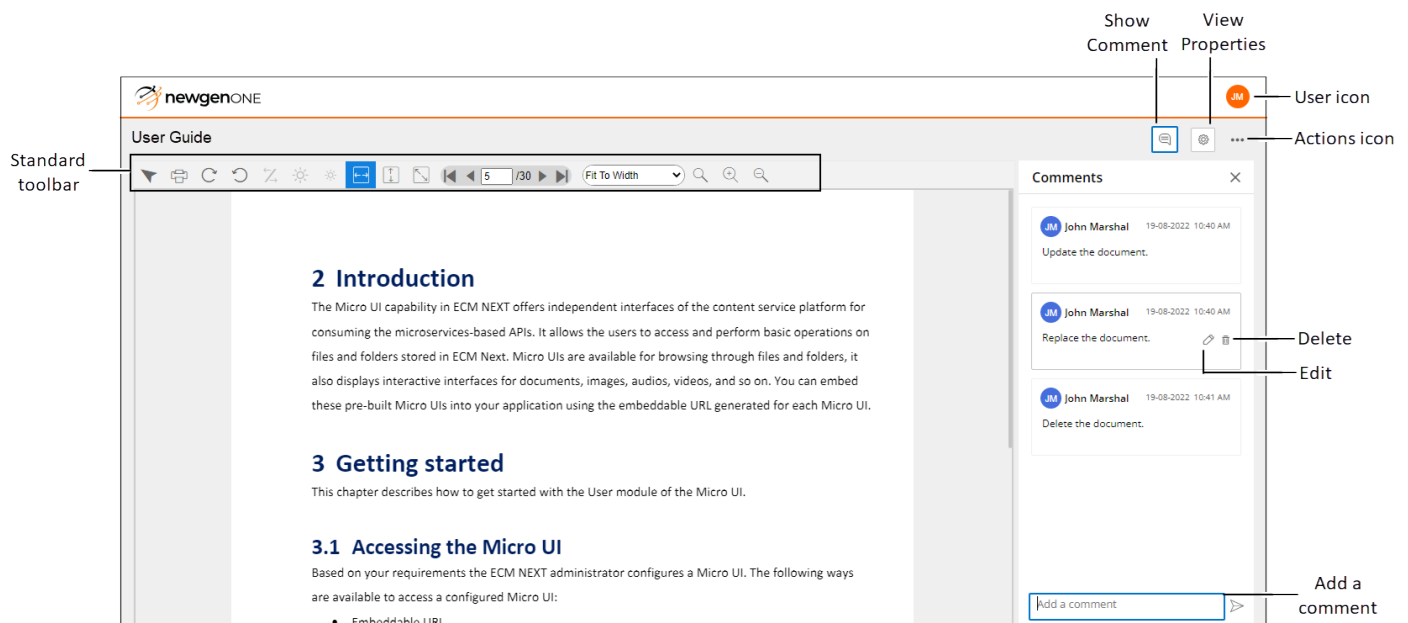 Show
Comment
View
Properties
newgenONE
JM
User icon
User Guide
Actions icon
Standard
toolbar
5 /30 Fit To Width
Comments
JM John Marshal 19-08-2022 10:40 AM
Update the document.
JM John Marshal 19-08-2022 10:40 AM
Replace the document.
Delete
Edit
JM John Marshal 19-08-2022 10:41 AM
Delete the document.
Add a comment
Add a
comment
2 Introduction
The Micro UI capability in ECM NEXT offers independent interfaces of the content service platform for
consuming the microservices-based APIs. It allows the users to access and perform basic operations on
files and folders stored in ECM Next. Micro UIs are available for browsing through files and folders, it
also displays interactive interfaces for documents, images, audios, videos, and so on. You can embed
these pre-built Micro UIs into your application using the embeddable URL generated for each Micro UI.
3 Getting started
This chapter describes how to get started with the User module of the Micro UI.
3.1 Accessing the Micro UI
Based on your requirements the ECM NEXT administrator configures a Micro UI. The following ways
are available to access a configured Micro UI:
• Embeddable URL